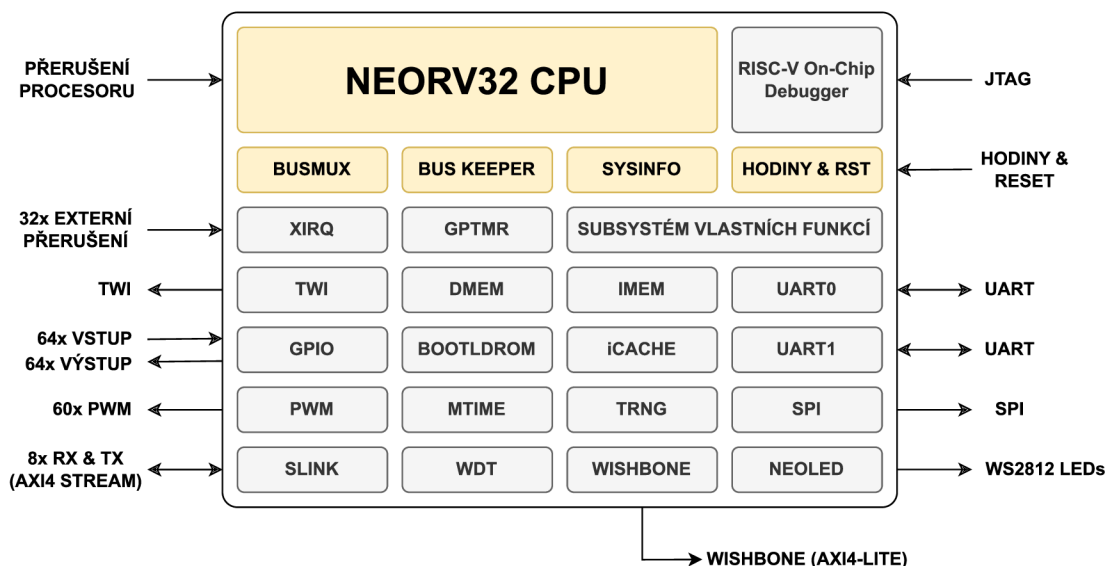 PŘERUŠENÍ
PROCESORU
NEORV32 CPU
RISC-V On-Chip
Debugger
JTAG
BUSMUX
BUS KEEPER
SYSINFO
HODINY & RST
HODINY &
RESET
32x EXTERNÍ
PŘERUŠENÍ
XIRQ
GPTMR
SUBSYSTÉM VLASTNÍCH FUNKCÍ
TWI
TWI
DMEM
IMEM
UART0
UART
64x VSTUP
64x VÝSTUP
GPIO
BOOTLDROM
iCACHE
UART1
UART
60x PWM
PWM
MTIME
TRNG
SPI
SPI
8x RX & TX
(AXI4 STREAM)
SLINK
WDT
WISHBONE
NEOLED
WS2812 LEDs
WISHBONE (AXI4-LITE)